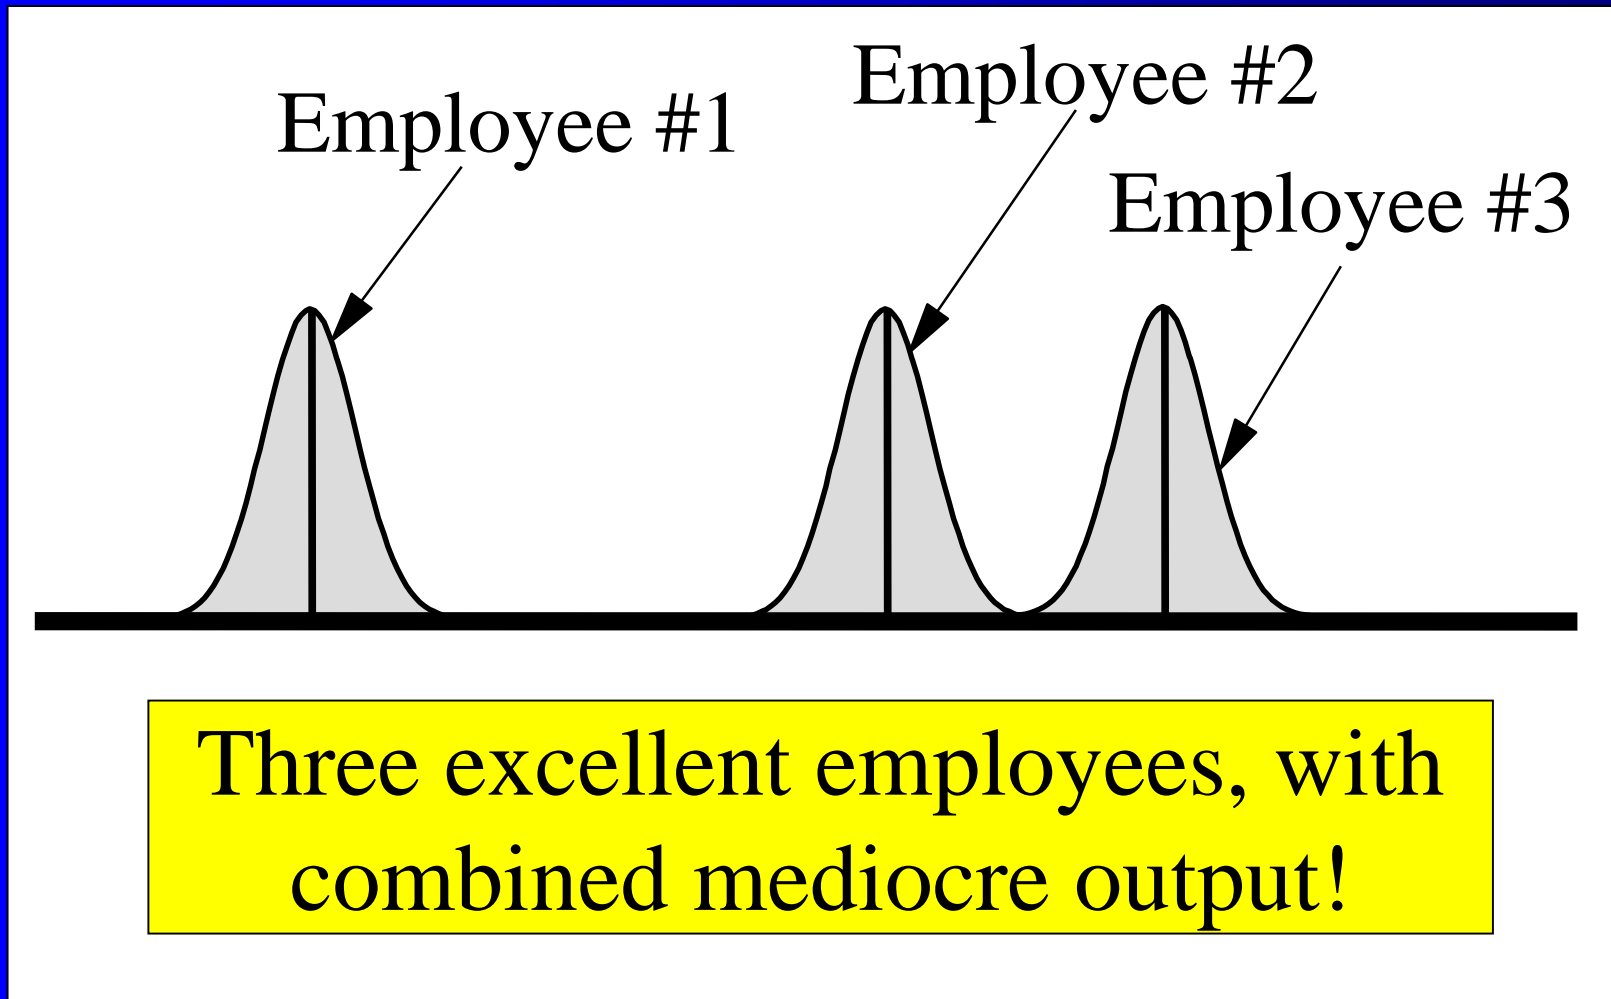 Employee #1
Employee #2
Employee #3
Three excellent employees, with
combined mediocre output!